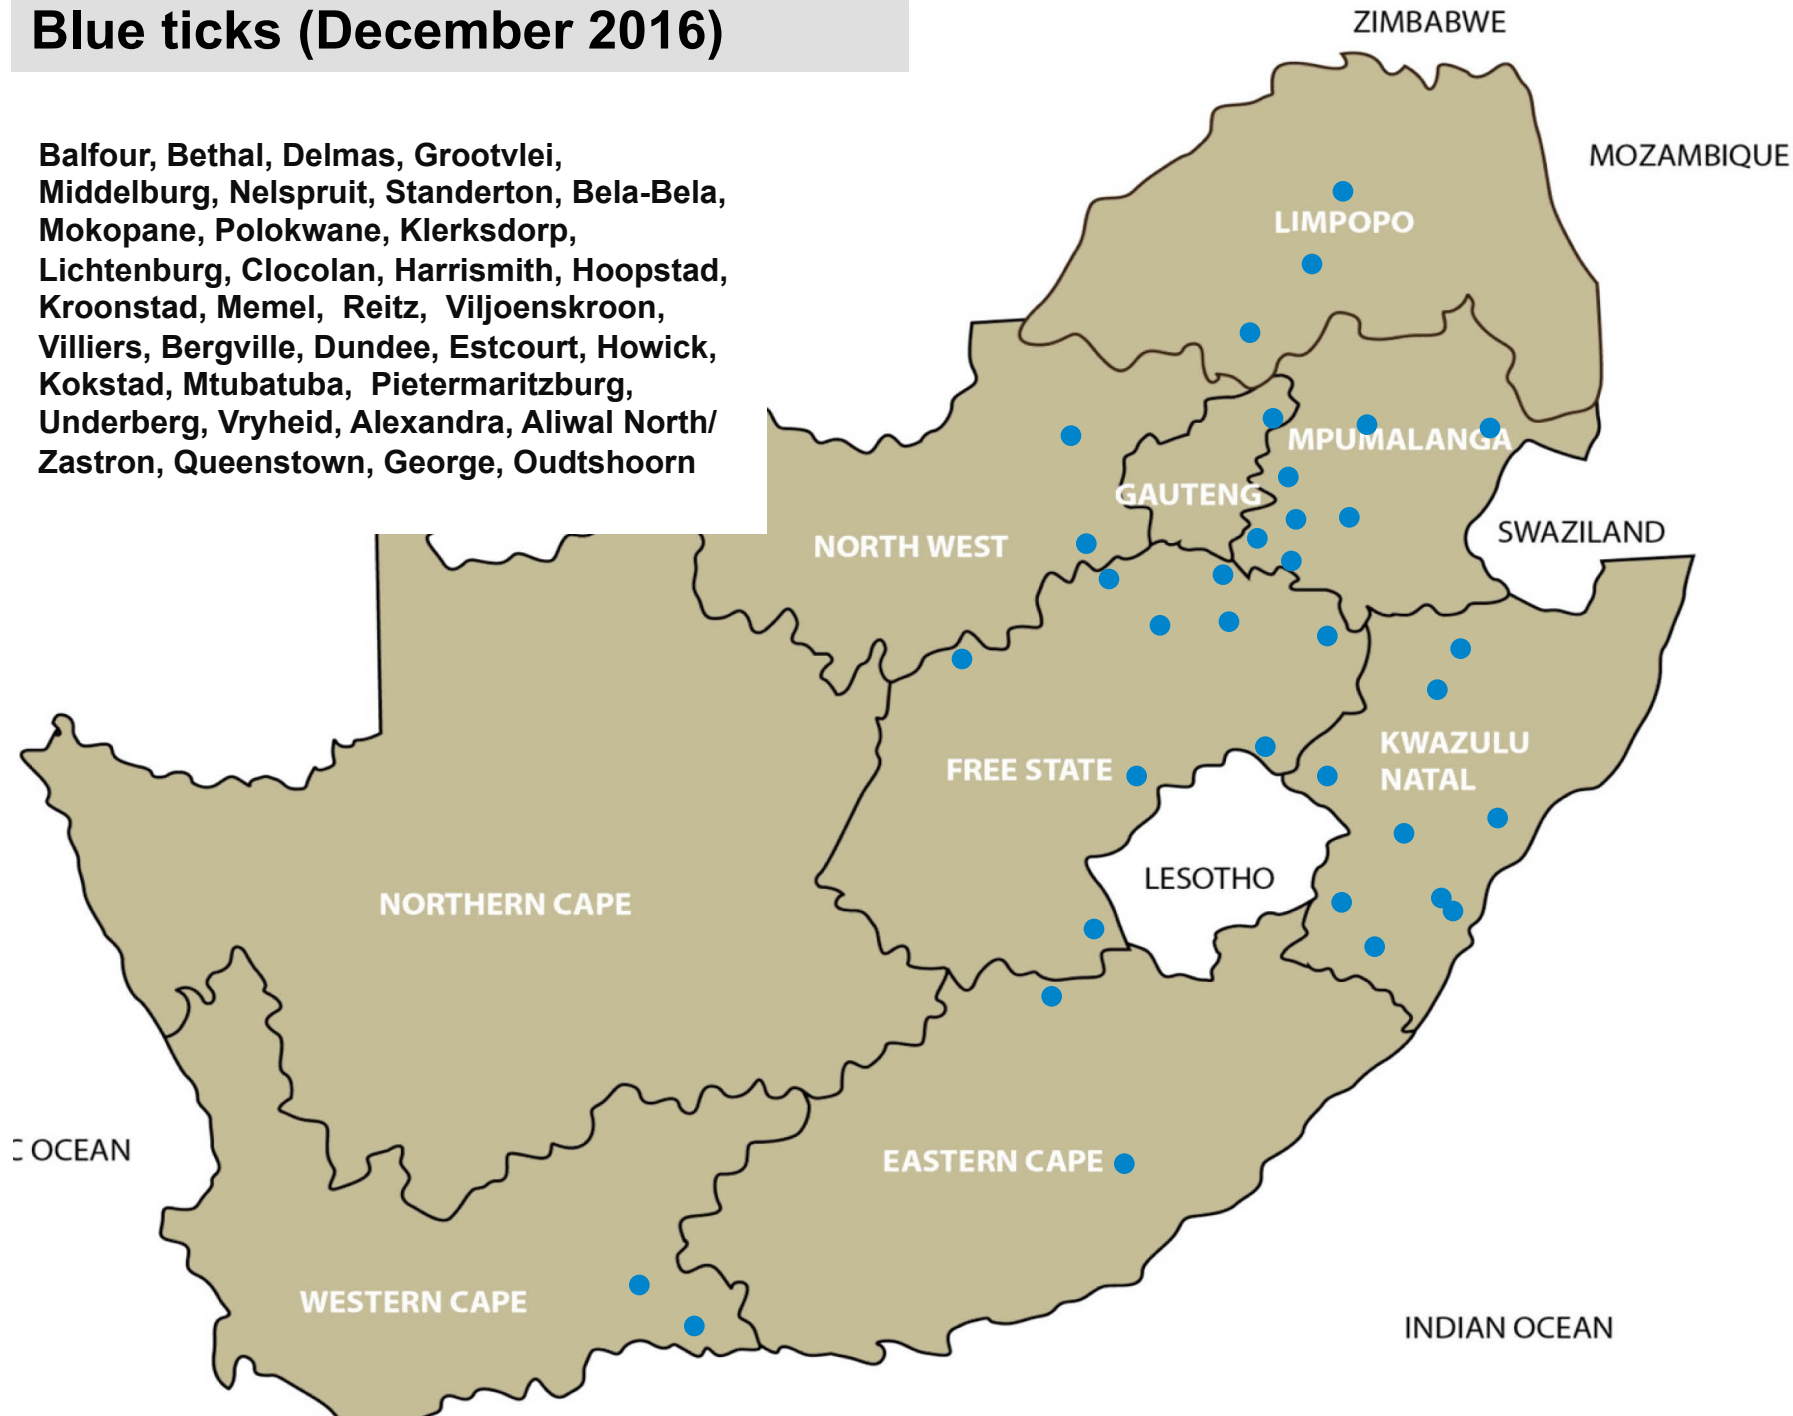 Blue ticks (December 2016)
Balfour, Bethal, Delmas, Grootvlei,
Middelburg, Nelspruit, Standerton, Bela-Bela,
Mokopane, Polokwane, Klerksdorp,
Lichtenburg, Clocolan, Harrismith, Hoopstad,
Kroonstad, Memel, Reitz, Viljoenskroon,
Villiers, Bergville, Dundee, Estcourt, Howick,
Kokstad, Mtubatuba, Pietermaritzburg,
Underberg, Vryheid, Alexandra, Aliwal North/
Zastron, Queenstown, George, Oudtshoorn
ZIMBABWE
MOZAMBIQUE
LIMPOPO
MPUMALANGA
GAUTENG
SWAZILAND
NORTH WEST
KWAZULU
NATAL
FREE STATE
LESOTHO
NORTHERN CAPE
C OCEAN
EASTERN CAPE
WESTERN CAPE
INDIAN OCEAN